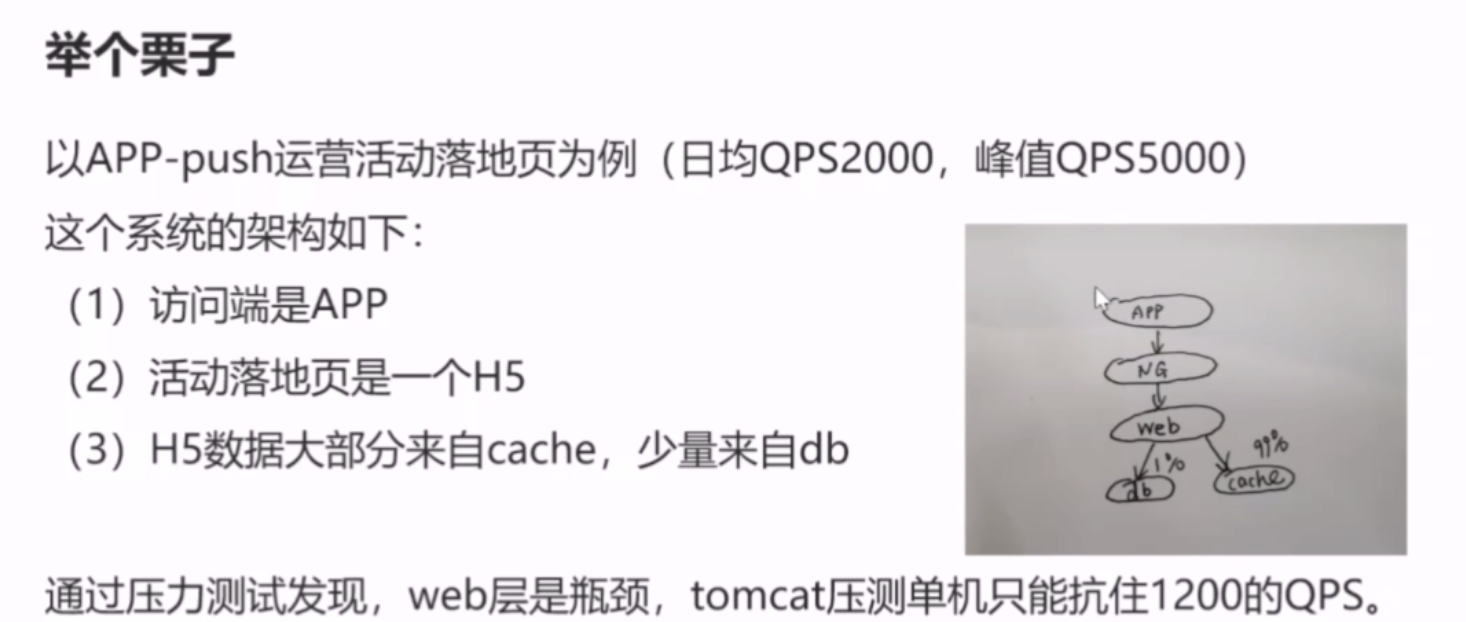 举个栗子
以APP-push运营活动落地页为例（日均QPS2000，峰值QPS5000）
这个系统的架构如下：
（1）访问端是APP
（2）活动落地页是一个H5
（3）H5数据大部分来自cache，少量来自db
APP
NG
web
1%
99%
db
cache
通过压力测试发现，web层是瓶颈，tomcat压测单机只能抗住1200的QPS。